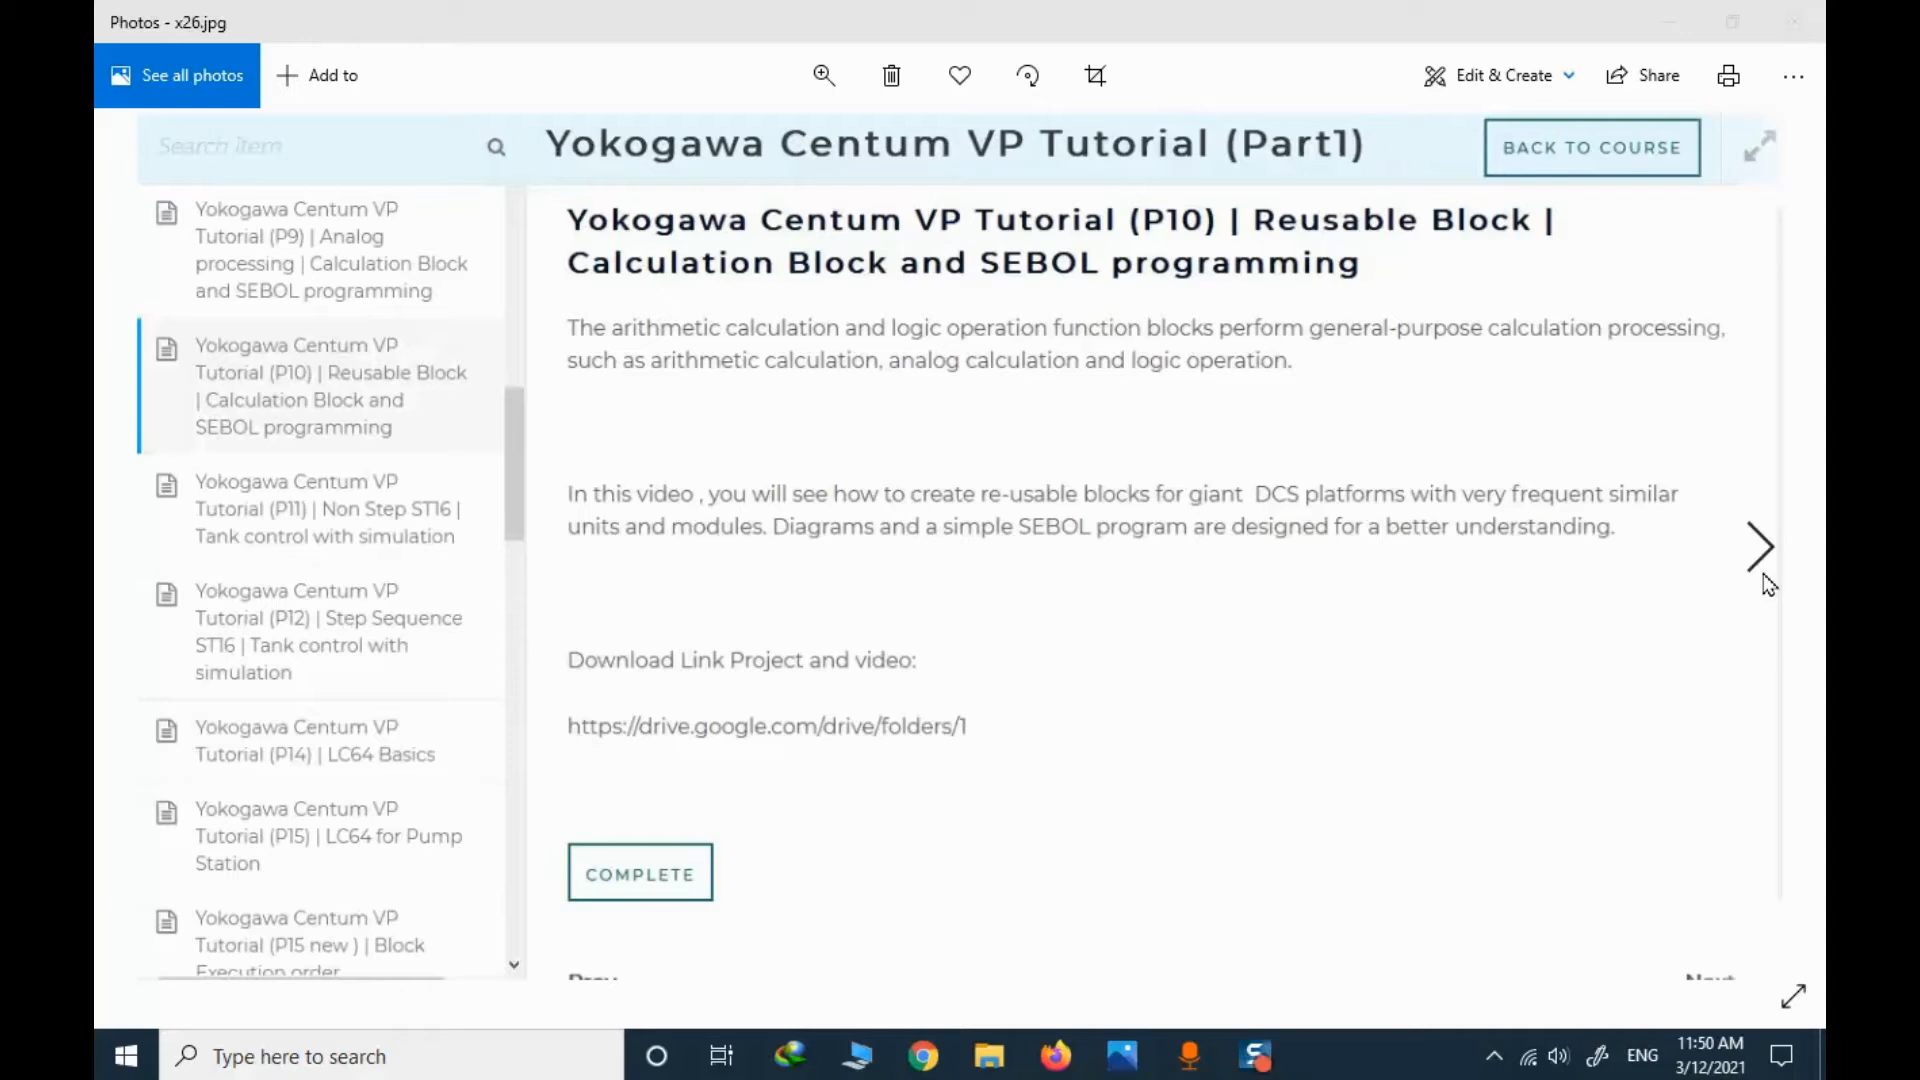 Photos - x26.jpg
See all photos
Add to
Edit & Create
Share
Search item
Yokogawa Centum VP Tutorial (Part1)
BACK TO COURSE
Yokogawa Centum VP
Tutorial (P9) | Analog
processing | Calculation Block
and SEBOL programming
Yokogawa Centum VP
Tutorial (P10) | Reusable Block
| Calculation Block and
SEBOL programming
Yokogawa Centum VP
Tutorial (P11) | Non Step ST16 |
Tank control with simulation
Yokogawa Centum VP
Tutorial (P12) | Step Sequence
ST16 | Tank control with
simulation
Yokogawa Centum VP
Tutorial (P14) | LC64 Basics
Yokogawa Centum VP
Tutorial (P15) | LC64 for Pump
Station
Yokogawa Centum VP
Tutorial (P15 new ) | Block
Execution order
Yokogawa Centum VP Tutorial (P10) | Reusable Block |
Calculation Block and SEBOL programming
The arithmetic calculation and logic operation function blocks perform general-purpose calculation processing,
such as arithmetic calculation, analog calculation and logic operation.
In this video , you will see how to create re-usable blocks for giant  DCS platforms with very frequent similar
units and modules. Diagrams and a simple SEBOL program are designed for a better understanding.
Download Link Project and video:
https://drive.google.com/drive/folders/1
COMPLETE
Prev
Next
Type here to search
ENG
11:50 AM
3/12/2021